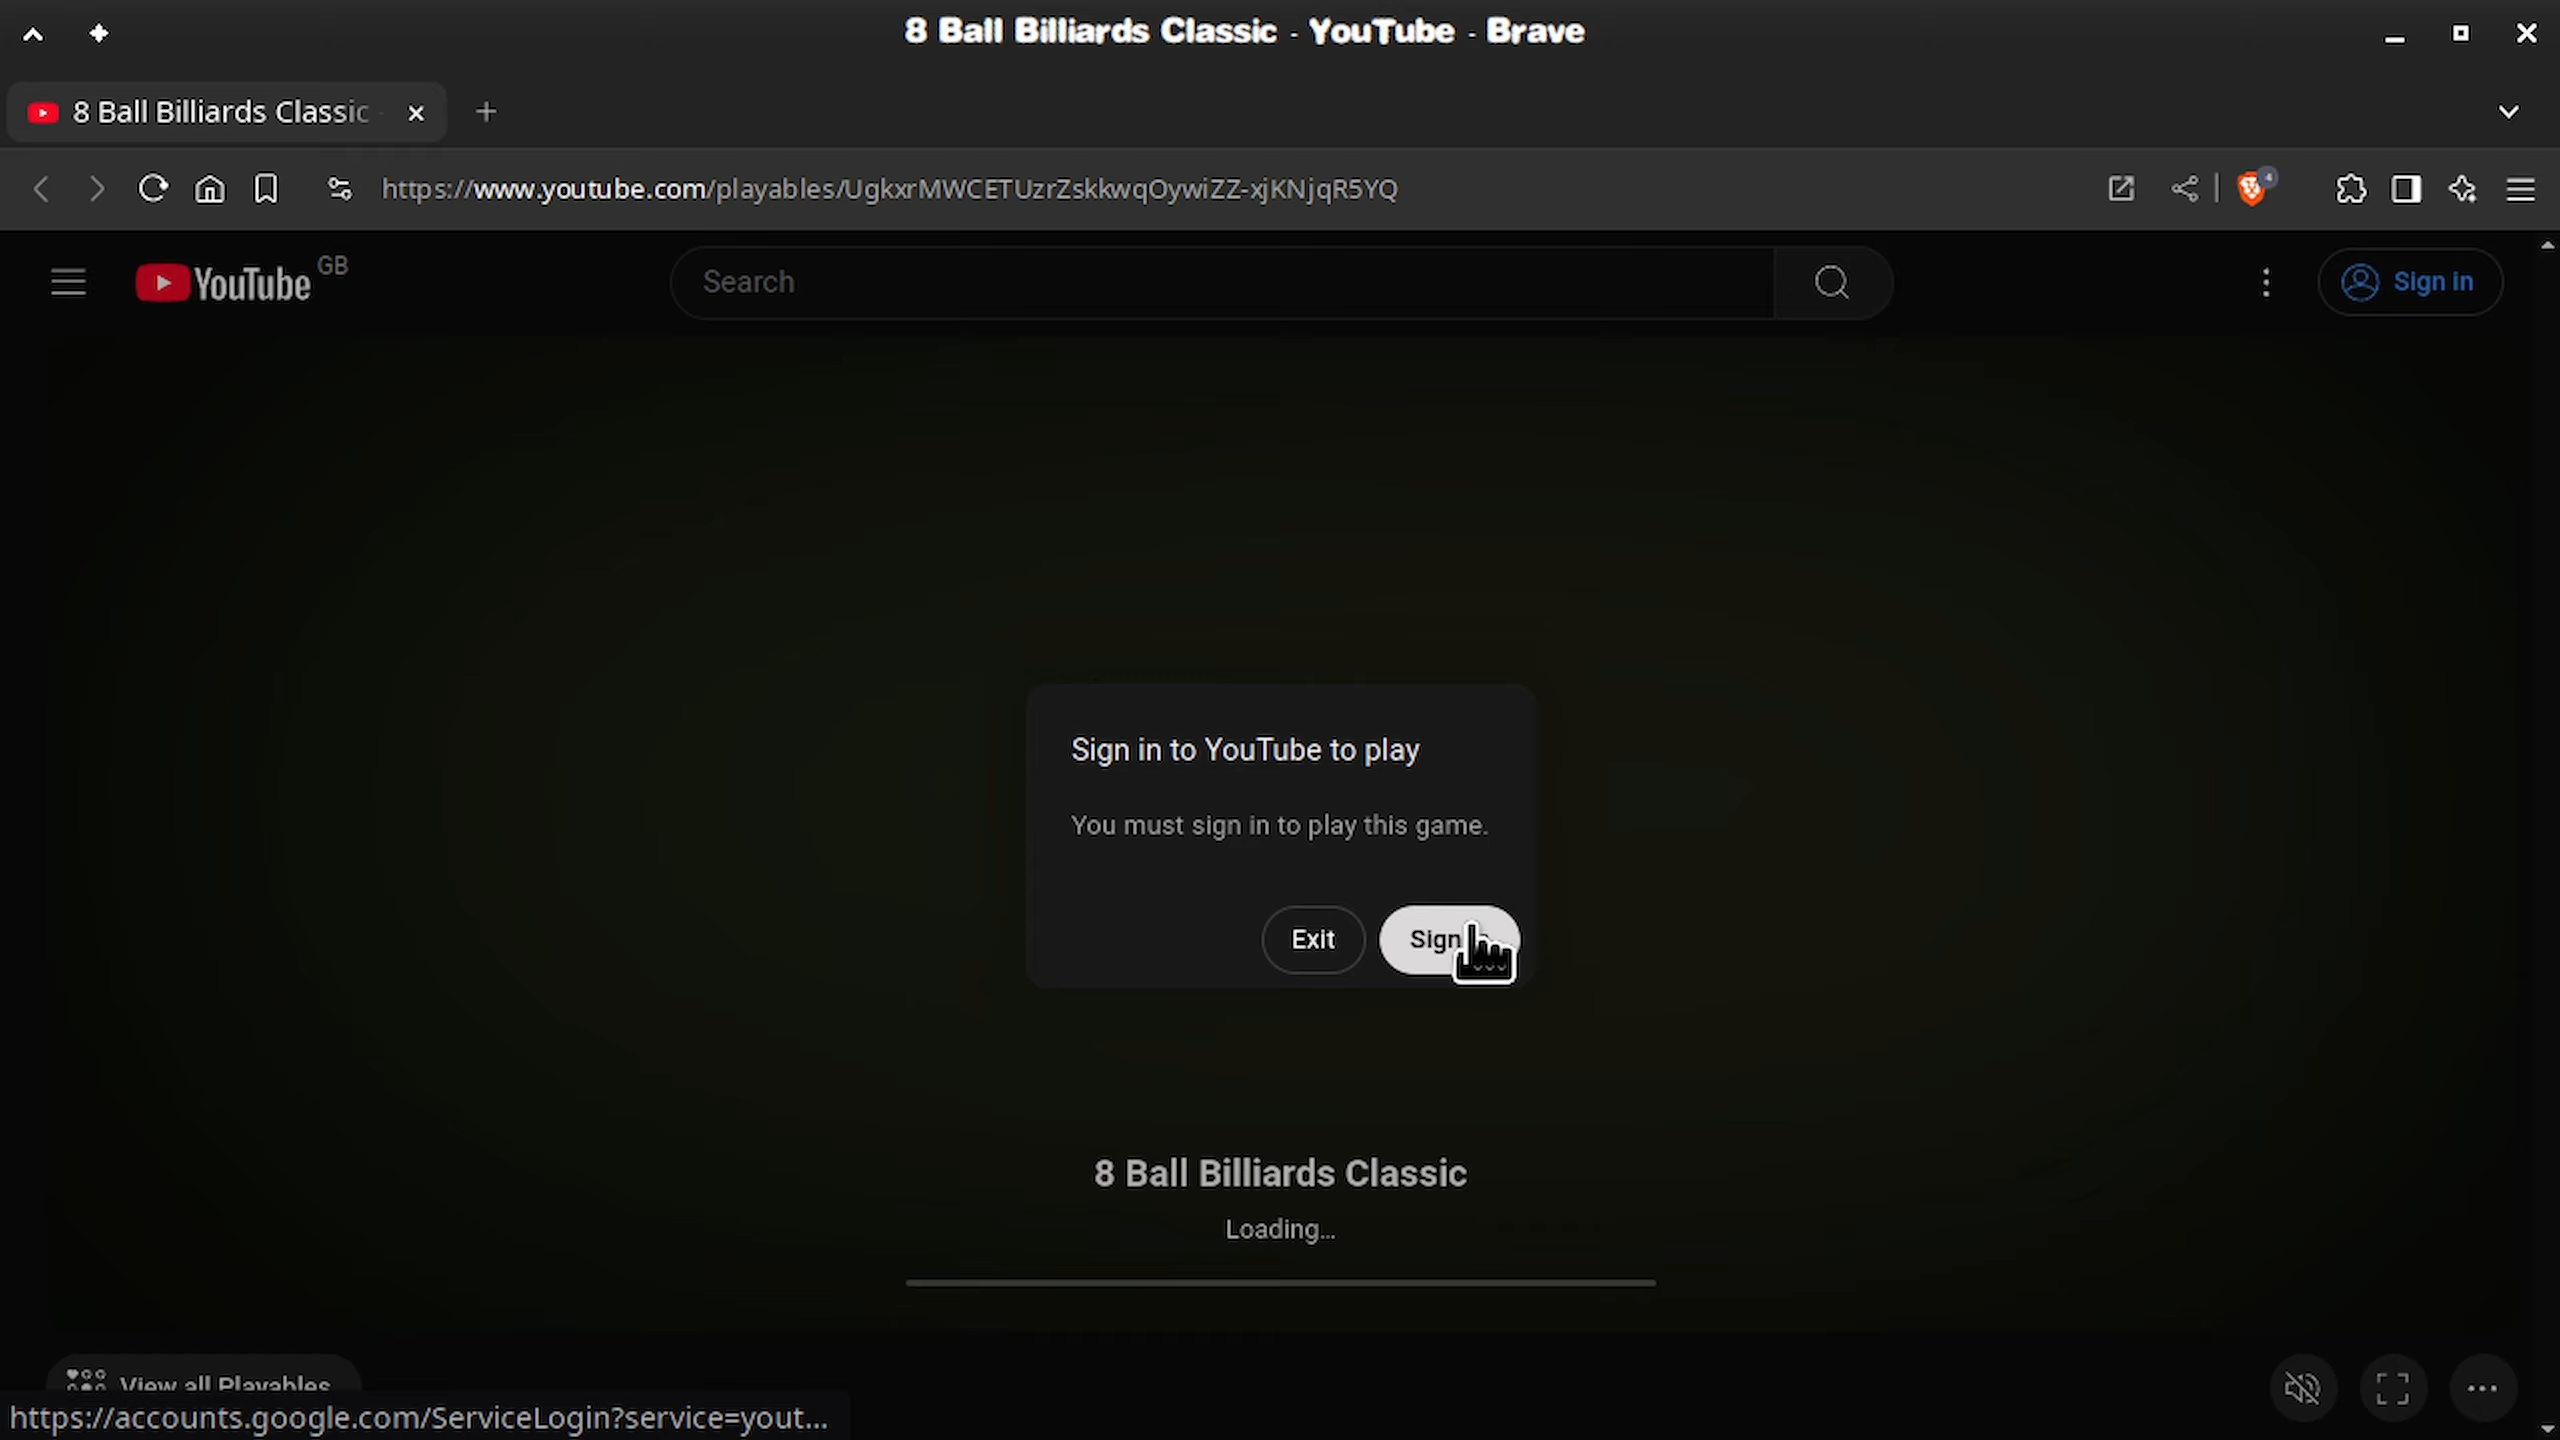 8 Ball Billiards Classic - YouTube - Brave
8 Ball Billiards Classic
https://www.youtube.com/playables/UgkxrMWCETUzrZskkwqOywiZZ-xjKNjqR5YQ
4
YouTube GB
Search
Sign in
Sign in to YouTube to play
You must sign in to play this game.
Exit
Sign
8 Ball Billiards Classic
Loading...
View all Playables
https://accounts.google.com/ServiceLogin?service=yout...